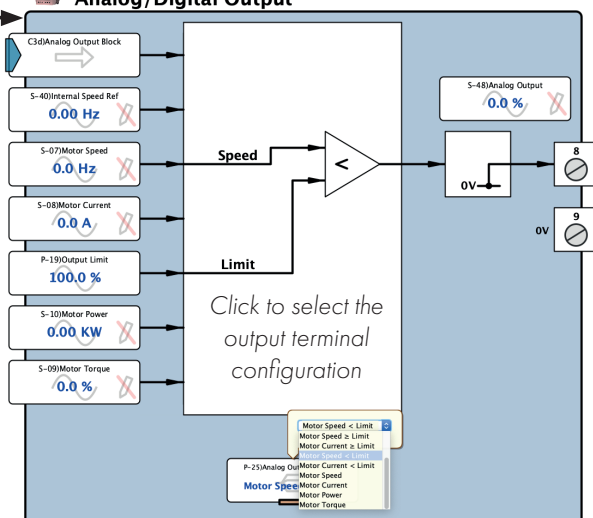 Analog/Digital Output
C3d)Analog Output Block
S-40)Internal Speed Ref
0.00 Hz
S-07)Motor Speed
0.0 Hz
S-08)Motor Current
0.0 A
P-19)Output Limit
100.0 %
S-10)Motor Power
0.00 KW
S-09)Motor Torque
0.0 %
Speed
Limit
<
Click to select the
output terminal
configuration
S-48)Analog Output
0.0 %
0V
8
9
0V
Motor Speed < Limit
Motor Speed ≥ Limit
Motor Current ≥ Limit
Motor Speed < Limit
Motor Current < Limit
Motor Speed
Motor Current
Motor Power
Motor Torque
P-25)Analog Out
Motor Spee